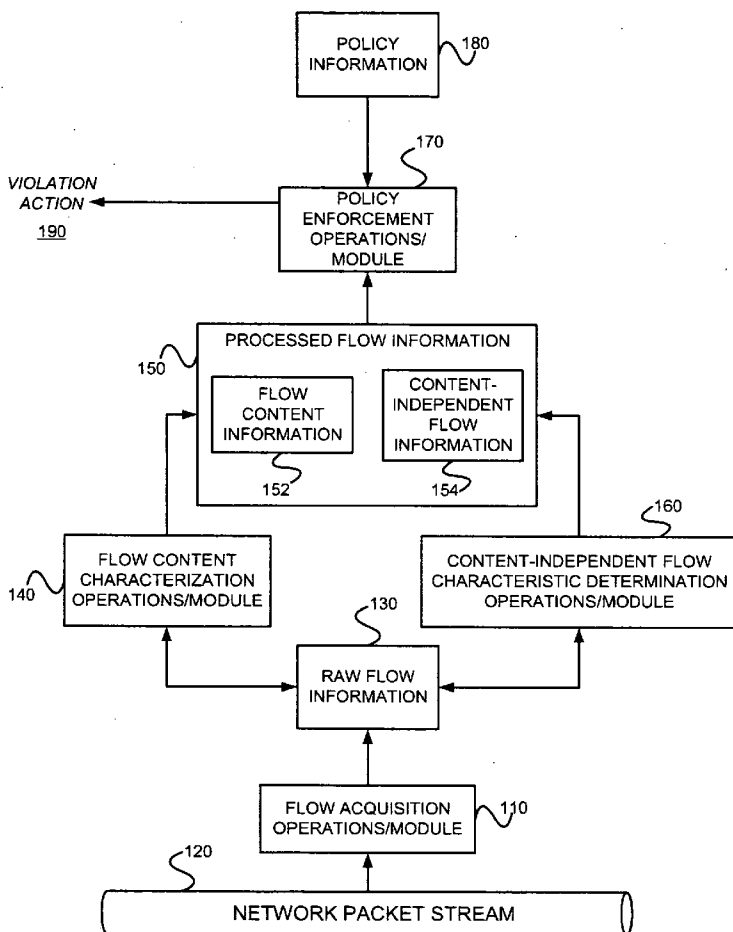 POLICY
INFORMATION
180
170
VIOLATION
ACTION
190
POLICY
ENFORCEMENT
OPERATIONS/
MODULE
150
PROCESSED FLOW INFORMATION
FLOW
CONTENT
INFORMATION
CONTENT-
INDEPENDENT
FLOW
INFORMATION
152
154
160
140
FLOW CONTENT
CHARACTERIZATION
OPERATIONS/MODULE
CONTENT-INDEPENDENT FLOW
CHARACTERISTIC DETERMINATION
OPERATIONS/MODULE
130
RAW FLOW
INFORMATION
FLOW ACQUISITION
OPERATIONS/MODULE
110
120
NETWORK PACKET STREAM